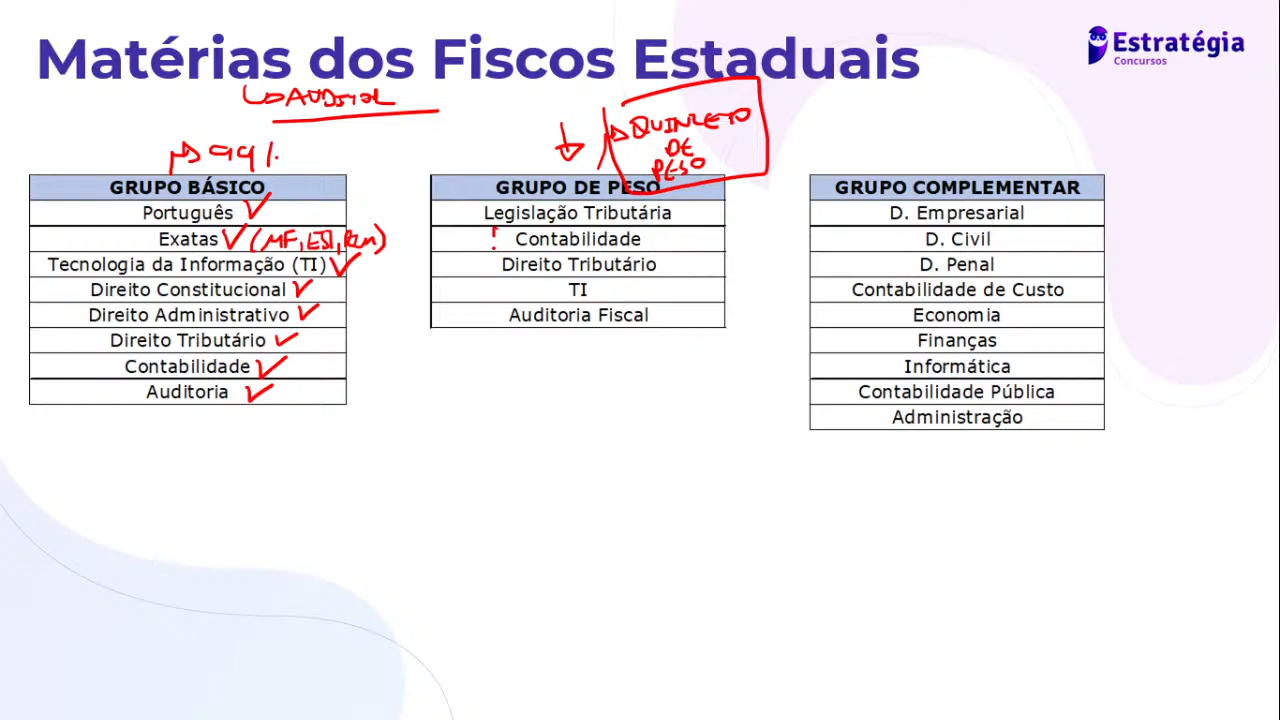 Matérias dos Fiscos Estaduais
Estratégia
Concursos
AUDITOR
99%
QUINTETO
DE
PESO
GRUPO BÁSICO
Português
Exatas (MF, EST,
Tecnologia da Informação (TI)
Direito Constitucional
Direito Administrativo
Direito Tributário
Contabilidade
Auditoria
GRUPO DE PESO
Legislação Tributária
! Contabilidade
Direito Tributário
TI
Auditoria Fiscal
GRUPO COMPLEMENTAR
D. Empresarial
D. Civil
D. Penal
Contabilidade de Custo
Economia
Finanças
Informática
Contabilidade Pública
Administração